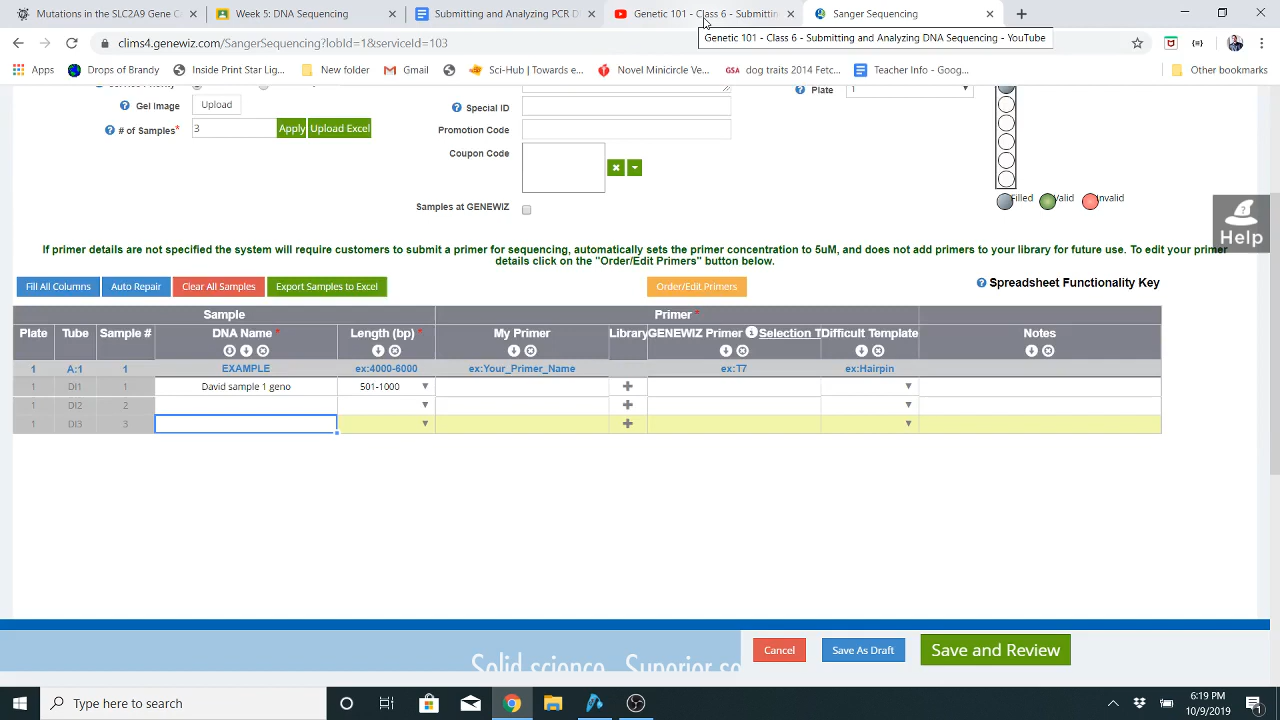 Mutations in the SLC2A9 Gene C
Week 5: DNA Sequencing
Submitting and Analyzing PCR D
Genetic 101 - Class 6 - Submittin
Sanger Sequencing
clims4.genewiz.com/SangerSequencing?lobId=1&serviceId=103
Genetic 101 - Class 6 - Submitting and Analyzing DNA Sequencing - YouTube
Apps
Drops of Brandy
Inside Print Star Lig...
New folder
Gmail
Sci-Hub | Towards e...
Novel Minicircle Ve...
GSA dog traits 2014 Fetc...
Teacher Info - Goog...
Other bookmarks
Gel Image Upload
Special ID
Plate 1
# of Samples* 3 Apply Upload Excel
Promotion Code
Coupon Code
Samples at GENEWIZ
Filled Valid Invalid
Help
If primer details are not specified the system will require customers to submit a primer for sequencing, automatically sets the primer concentration to 5uM, and does not add primers to your library for future use. To edit your primer
details click on the "Order/Edit Primers" button below.
Fill All Columns Auto Repair Clear All Samples Export Samples to Excel Order/Edit Primers Spreadsheet Functionality Key
Sample Primer *
Plate Tube Sample # DNA Name * Length (bp) * My Primer Library GENEWIZ Primer Selection T Difficult Template Notes
1 A:1 1 EXAMPLE ex:4000-6000 ex:Your_Primer_Name ex:T7 ex:Hairpin
1 DI1 1 David sample 1 geno 501-1000
1 DI2 2
1 DI3 3
Solid science. Superior se
Cancel Save As Draft Save and Review
Type here to search
6:19 PM
10/9/2019
1